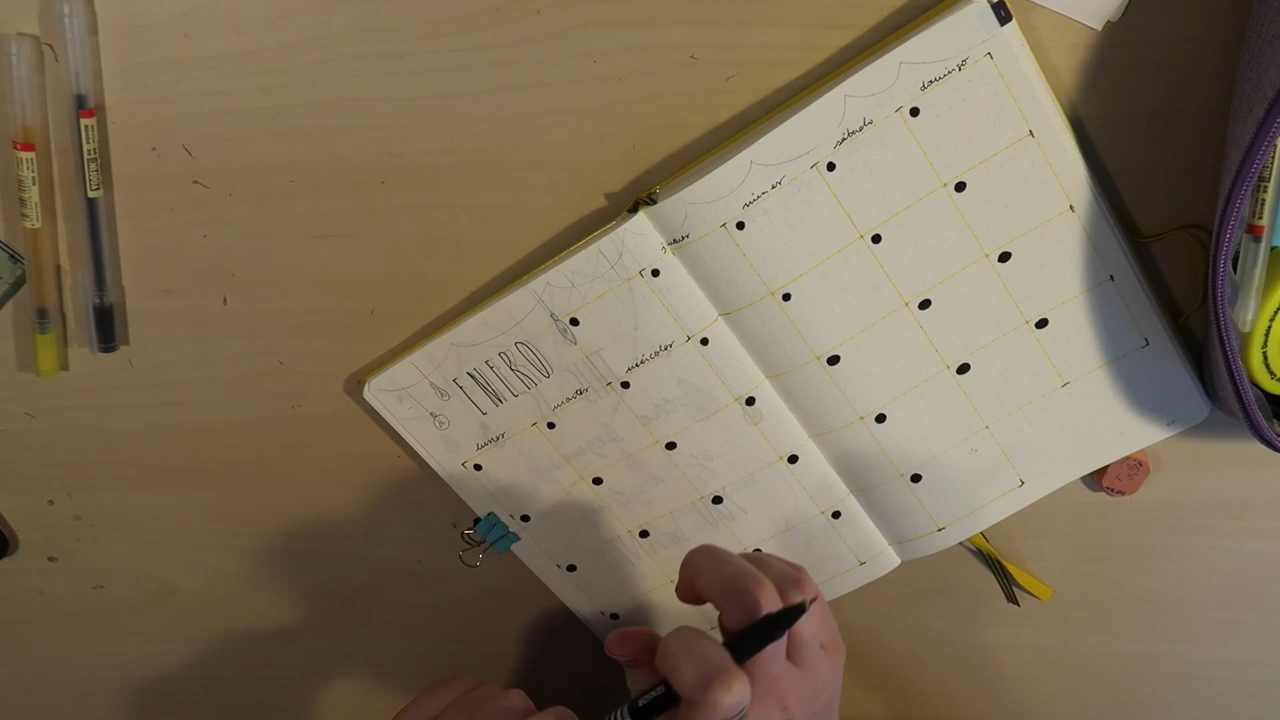 ENERO
lunes
martes
miércoles
jueves
viernes
sábado
domingo